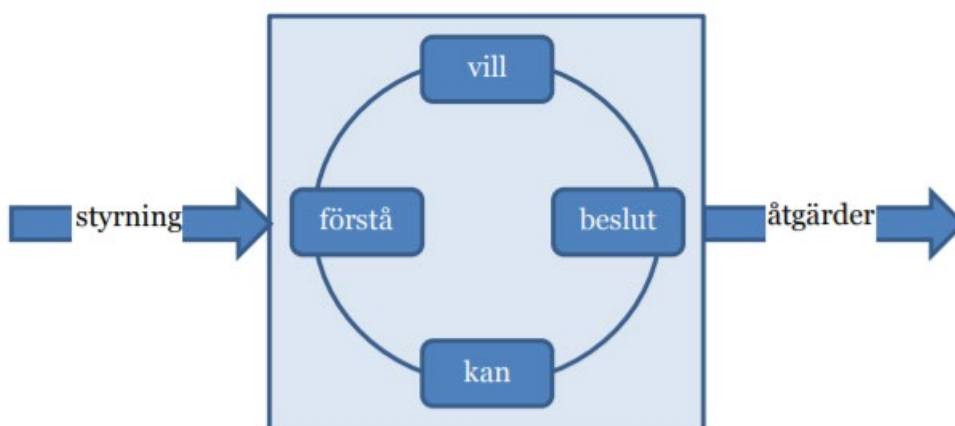 vill
styrning
förstå
beslut
åtgärder
kan